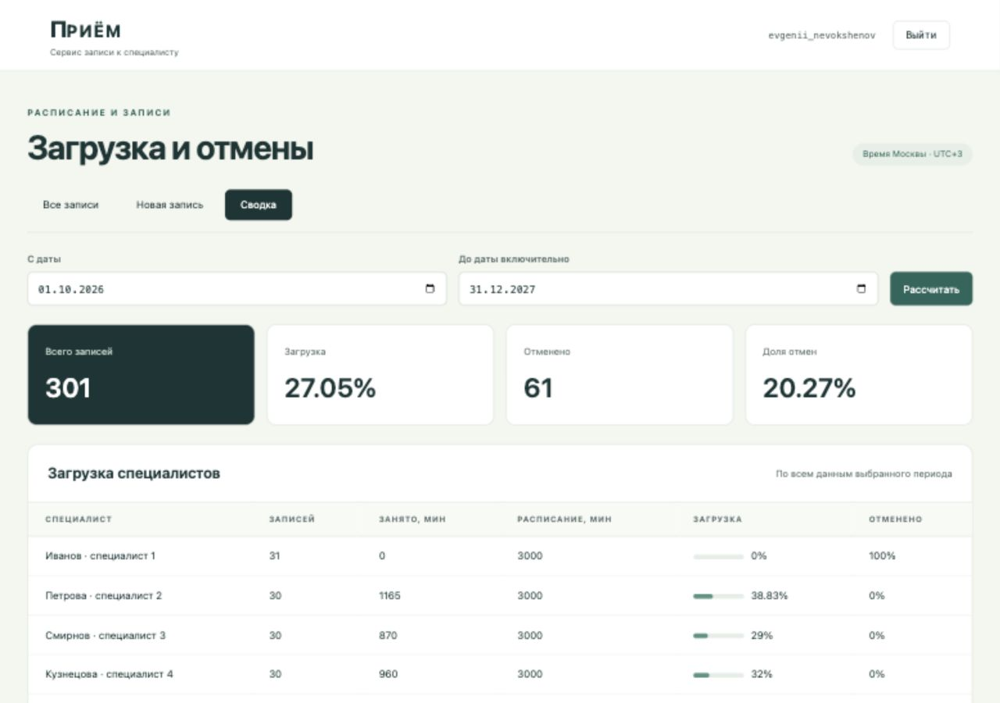 ПРИЁМ
Сервис записи к специалисту
evgenii_nevokshenov
Выйти
РАСПИСАНИЕ И ЗАПИСИ
Загрузка и отмены
Время Москвы · UTC+3
Все записи Новая запись Сводка
С даты До даты включительно
01.10.2026 31.12.2027 Рассчитать
Всего записей Загрузка Отменено Доля отмен
301 27.05% 61 20.27%
Загрузка специалистов По всем данным выбранного периода
СПЕЦИАЛИСТ ЗАПИСЕЙ ЗАНЯТО, МИН РАСПИСАНИЕ, МИН ЗАГРУЗКА ОТМЕНЕНО
Иванов · специалист 1 31 0 3000 0% 100%
Петрова · специалист 2 30 1165 3000 38.83% 0%
Смирнов · специалист 3 30 870 3000 29% 0%
Кузнецова · специалист 4 30 960 3000 32% 0%